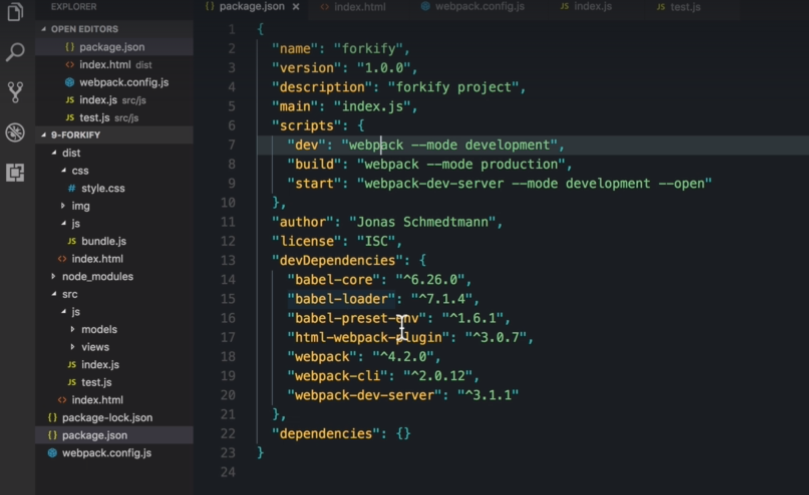 EXPLORER
OPEN EDITORS
{} package.json
<> index.html dist
webpack.config.js
JS index.js src/js
JS test.js src/js
9-FORKIFY
dist
css
# style.css
img
js
JS bundle.js
<> index.html
node_modules
src
js
models
views
JS index.js
JS test.js
<> index.html
{} package-lock.json
{} package.json
webpack.config.js
{} package.json × <> index.html webpack.config.js JS index.js JS test.js
1 {
2 "name": "forkify",
3 "version": "1.0.0",
4 "description": "forkify project",
5 "main": "index.js",
6 "scripts": {
7 "dev": "webpack --mode development",
8 "build": "webpack --mode production",
9 "start": "webpack-dev-server --mode development --open"
10 },
11 "author": "Jonas Schmedtmann",
12 "license": "ISC",
13 "devDependencies": {
14 "babel-core": "^6.26.0",
15 "babel-loader": "^7.1.4",
16 "babel-preset-env": "^1.6.1",
17 "html-webpack-plugin": "^3.0.7",
18 "webpack": "^4.2.0",
19 "webpack-cli": "^2.0.12",
20 "webpack-dev-server": "^3.1.1"
21 },
22 "dependencies": {}
23 }
24